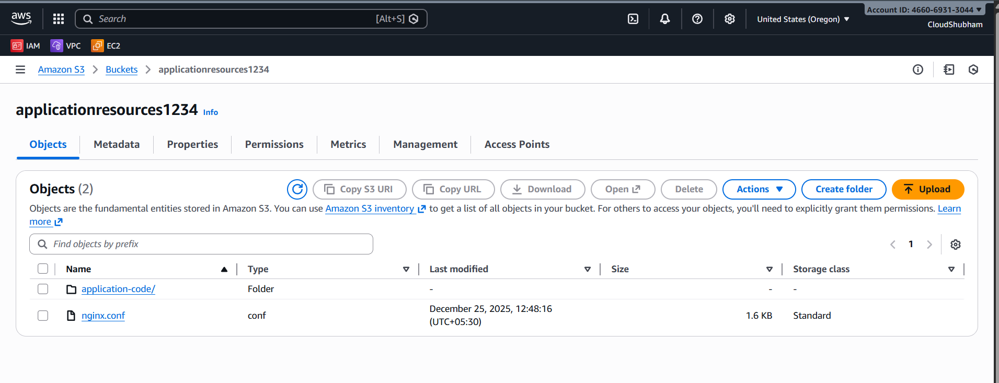 aws
Search [Alt+S]
United States (Oregon)
Account ID: 4660-6931-3044
CloudShubham
IAM VPC EC2
Amazon S3 Buckets applicationresources1234
applicationresources1234 Info
Objects Metadata Properties Permissions Metrics Management Access Points
Objects (2) Copy S3 URI Copy URL Download Open Delete Actions Create folder Upload
Objects are the fundamental entities stored in Amazon S3. You can use Amazon S3 inventory to get a list of all objects in your bucket. For others to access your objects, you'll need to explicitly grant them permissions. Learn
more
Find objects by prefix 1
Name Type Last modified Size Storage class
application-code/ Folder - - -
nginx.conf conf December 25, 2025, 12:48:16 1.6 KB Standard
(UTC+05:30)